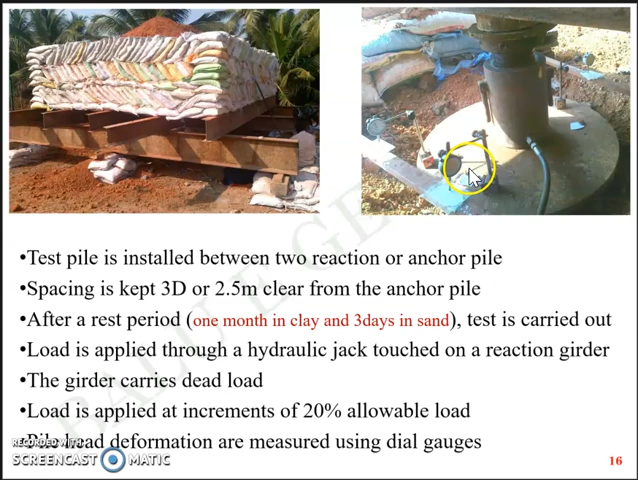 •Test pile is installed between two reaction or anchor pile
•Spacing is kept 3D or 2.5m clear from the anchor pile
•After a rest period (one month in clay and 3days in sand), test is carried out
•Load is applied through a hydraulic jack touched on a reaction girder
•The girder carries dead load
•Load is applied at increments of 20% allowable load
•Pile head deformation are measured using dial gauges
RECORDED WITH
SCREENCAST MATIC
16